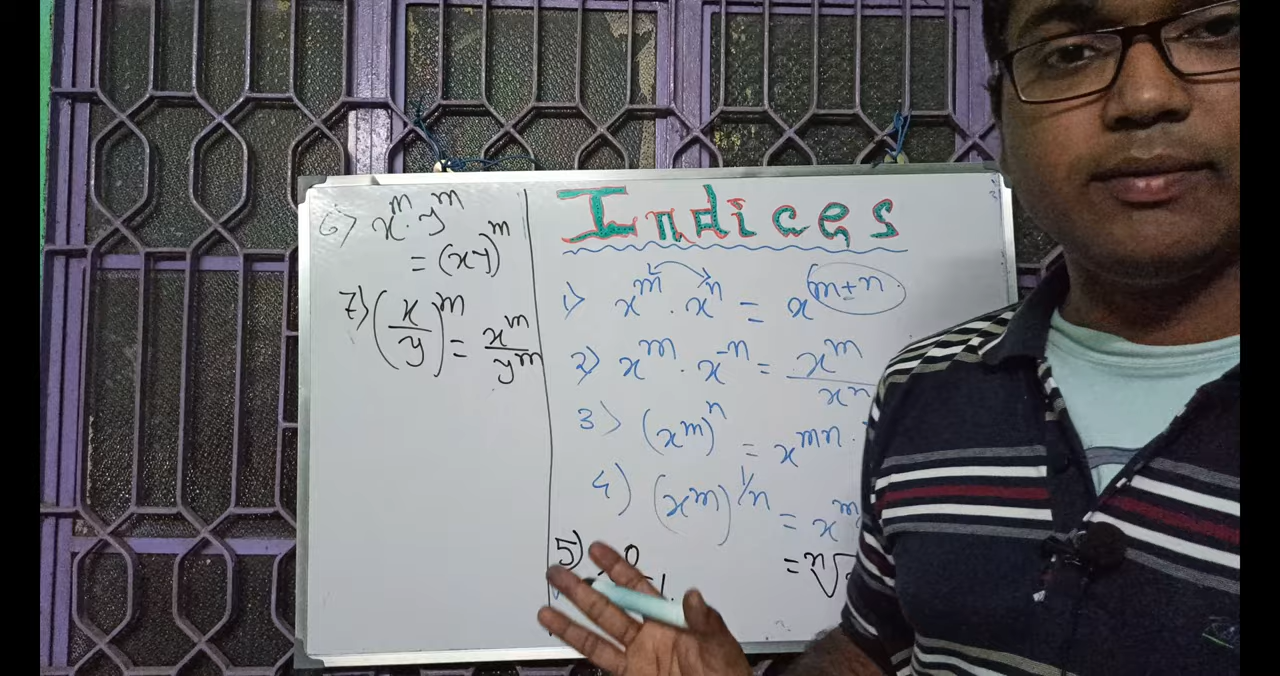 Indices
1) x^m . x^n = x^(m+n)
2) x^m . x^-n = x^m / x^n
3) (x^m)^n = x^mn
4) (x^m)^1/n = x^m
= n√
5)
6) x^m . y^m
= (xy)^m
7) (x/y)^m = x^m / y^m